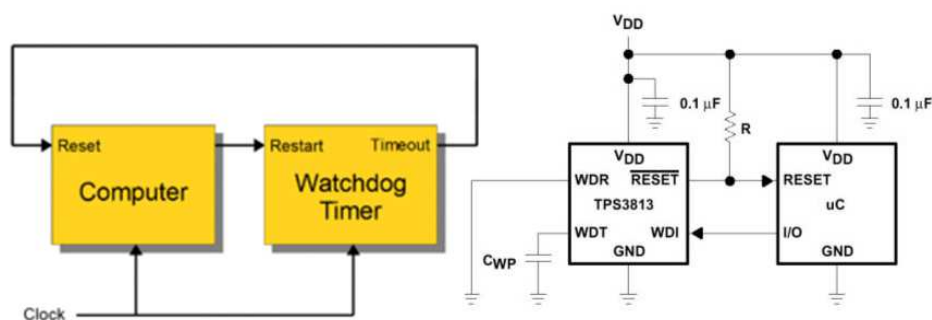 Reset
Computer
Restart
Timeout
Watchdog
Timer
Clock
VDD
0.1 µF
R
0.1 µF
VDD
WDR
RESET
TPS3813
WDT
WDI
GND
CWP
VDD
RESET
uC
I/O
GND